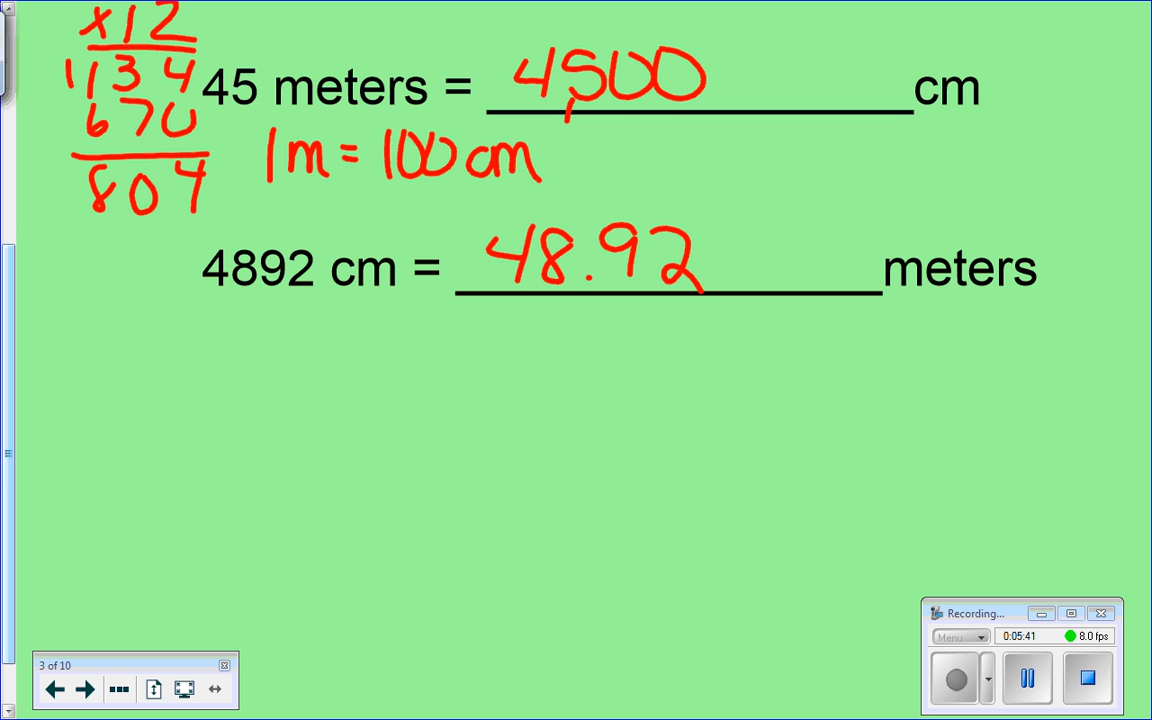 x12
1134
670
804
45 meters = 4,500 cm
1m = 100 cm
4892 cm = 48.92 meters
Recording...
Menu
0:05:41
8.0 fps
3 of 10